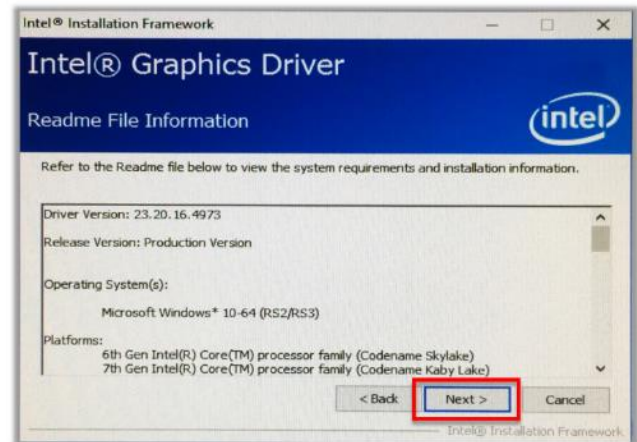 Intel® Installation Framework
Intel® Graphics Driver
Readme File Information
intel
Refer to the Readme file below to view the system requirements and installation information.
Driver Version: 23.20.16.4973
Release Version: Production Version
Operating System(s):
Microsoft Windows* 10-64 (RS2/RS3)
Platforms:
6th Gen Intel(R) Core(TM) processor family (Codename Skylake)
7th Gen Intel(R) Core(TM) processor family (Codename Kaby Lake)
< Back Next > Cancel
Intel® Installation Framework